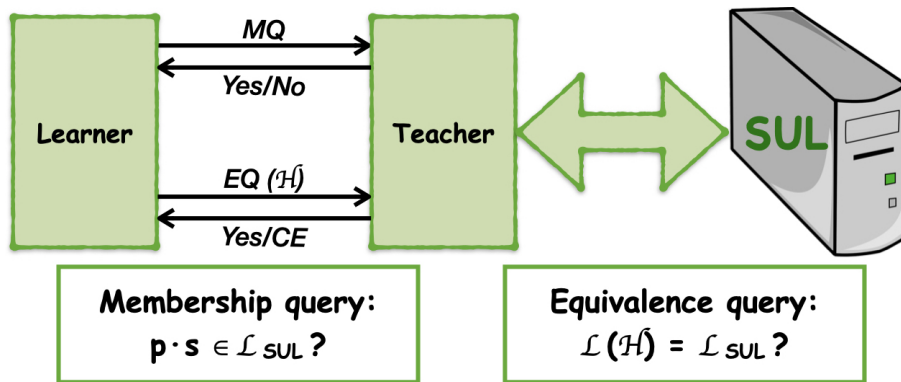 MQ
Yes/No
Learner
Teacher
SUL
EQ (ℋ)
Yes/CE
Membership query:
p · s ∈ ℒ SUL ?
Equivalence query:
ℒ (ℋ) = ℒ SUL ?